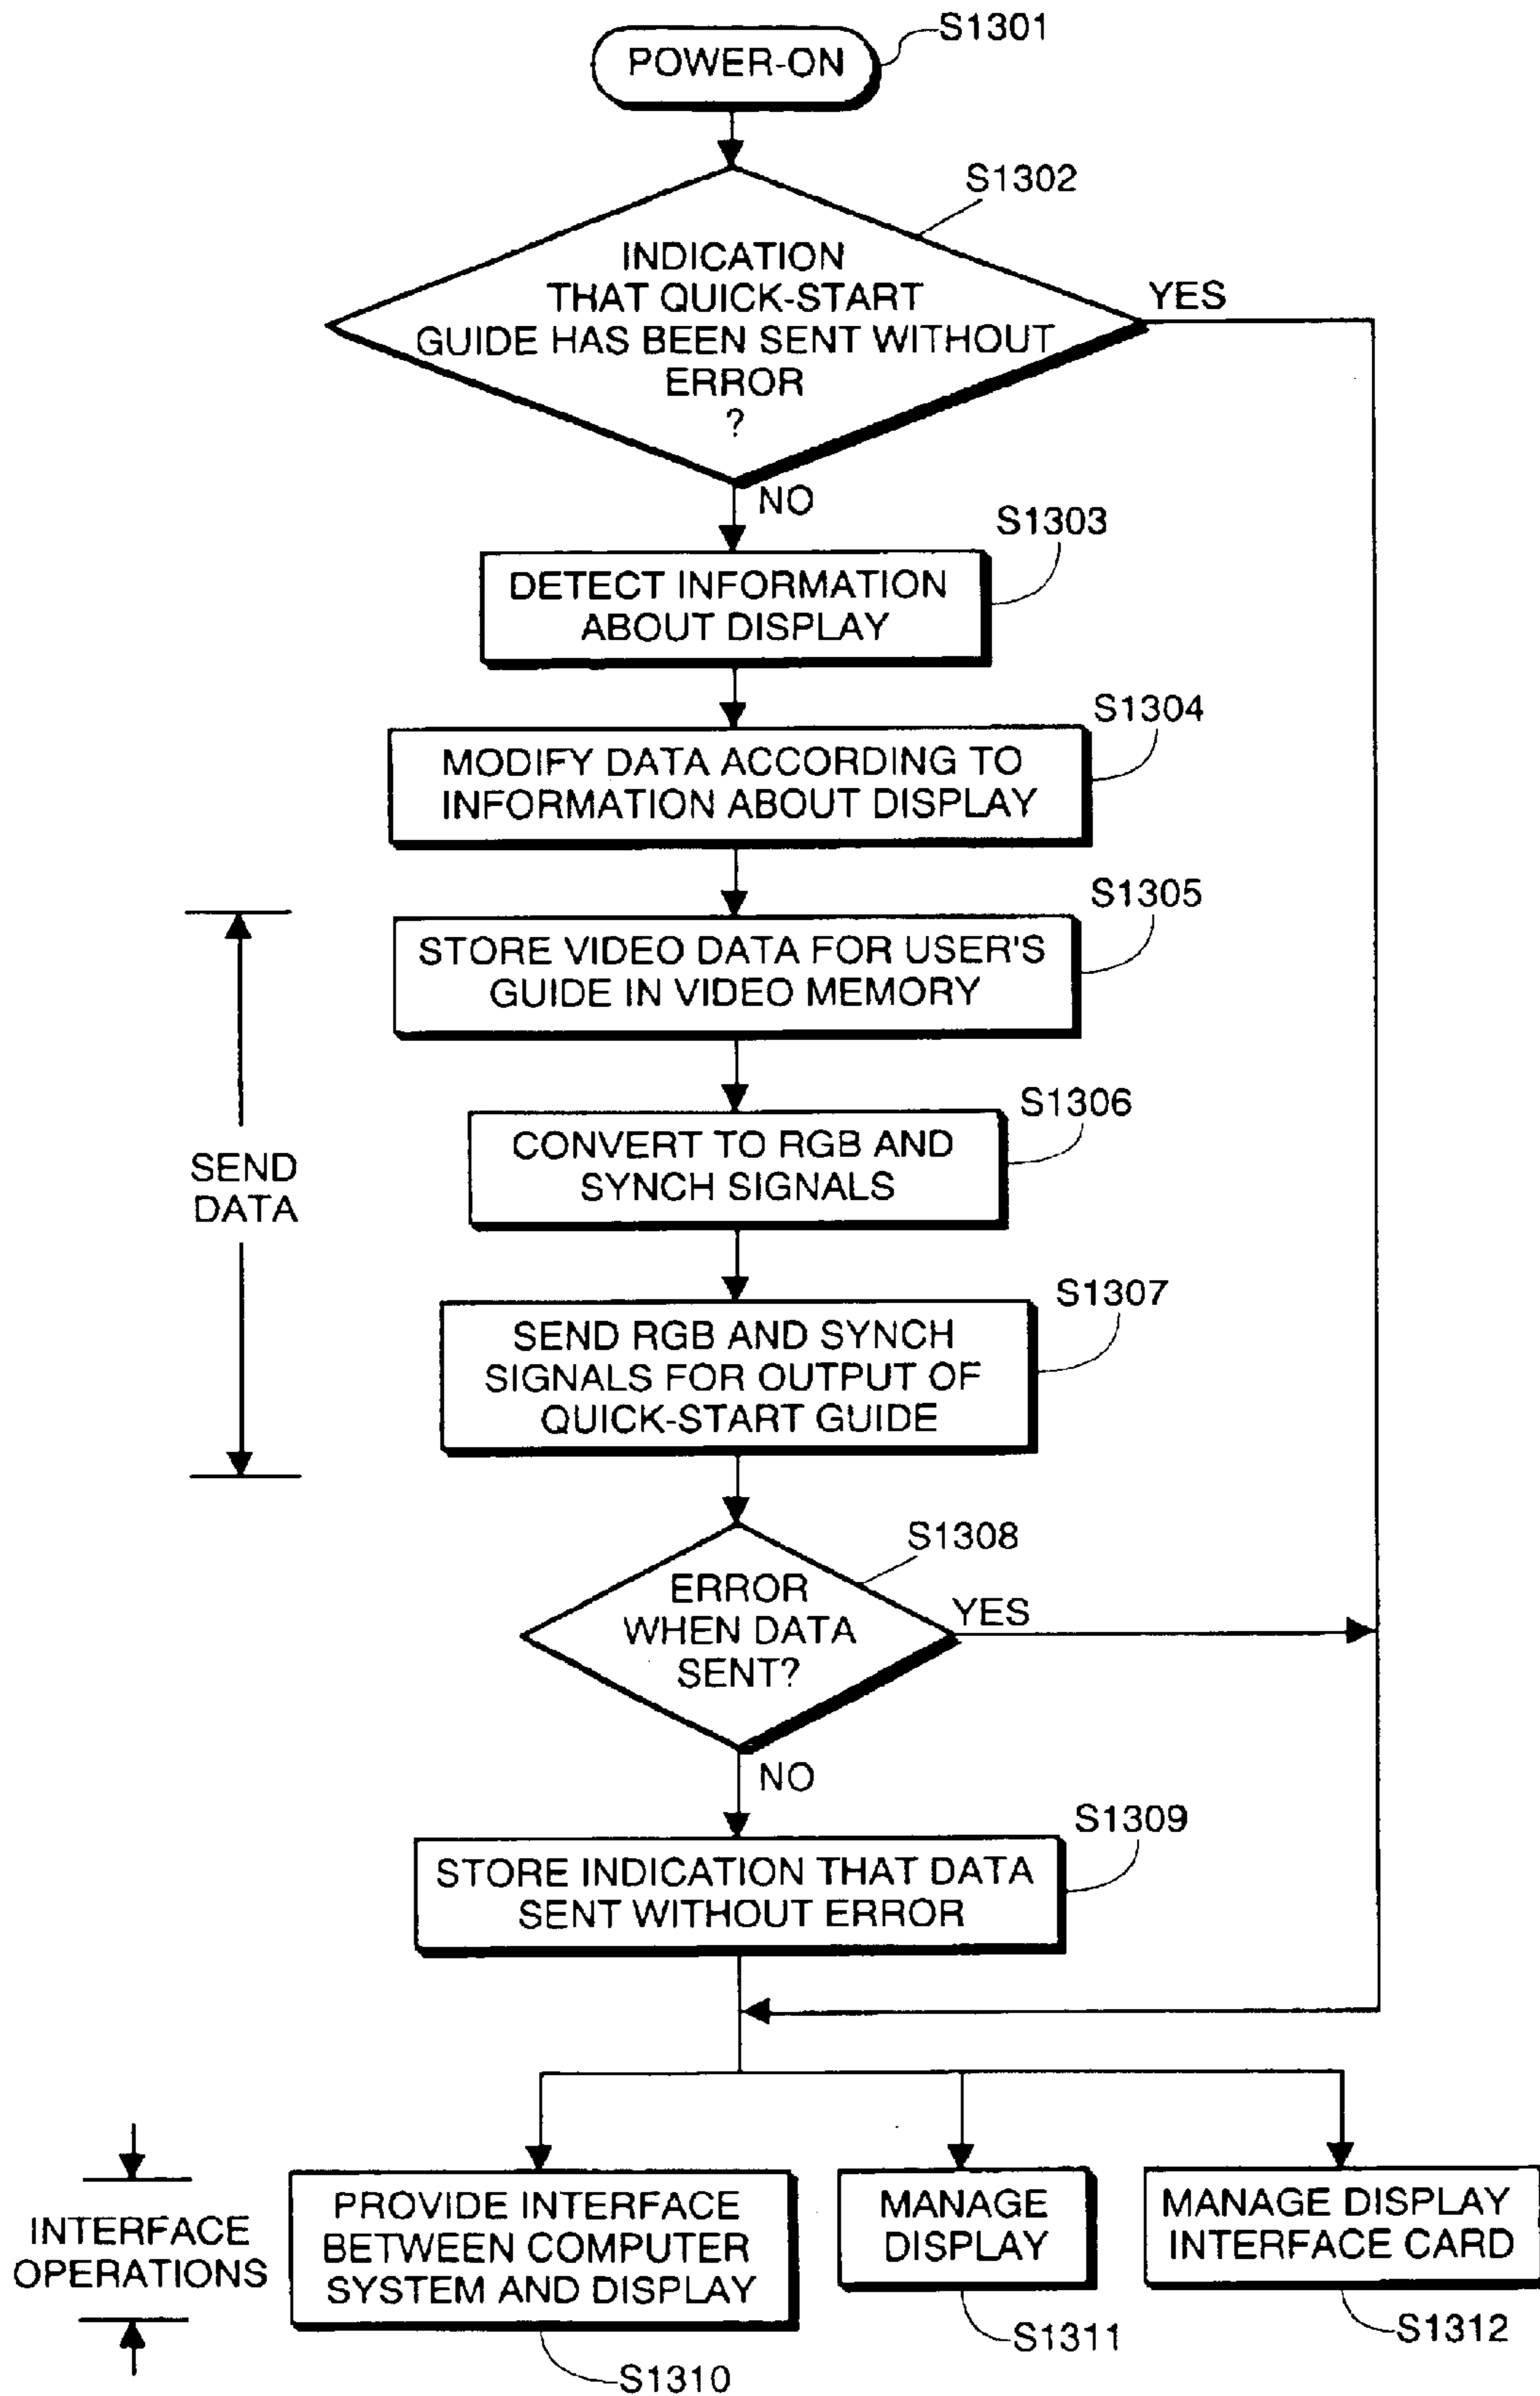 POWER-ON
S1301
S1302
INDICATION
THAT QUICK-START
GUIDE HAS BEEN SENT WITHOUT
ERROR
?
YES
NO
S1303
DETECT INFORMATION
ABOUT DISPLAY
S1304
MODIFY DATA ACCORDING TO
INFORMATION ABOUT DISPLAY
S1305
STORE VIDEO DATA FOR USER'S
GUIDE IN VIDEO MEMORY
SEND
DATA
S1306
CONVERT TO RGB AND
SYNCH SIGNALS
S1307
SEND RGB AND SYNCH
SIGNALS FOR OUTPUT OF
QUICK-START GUIDE
S1308
ERROR
WHEN DATA
SENT?
YES
NO
S1309
STORE INDICATION THAT DATA
SENT WITHOUT ERROR
INTERFACE
OPERATIONS
PROVIDE INTERFACE
BETWEEN COMPUTER
SYSTEM AND DISPLAY
S1310
MANAGE
DISPLAY
S1311
MANAGE DISPLAY
INTERFACE CARD
S1312